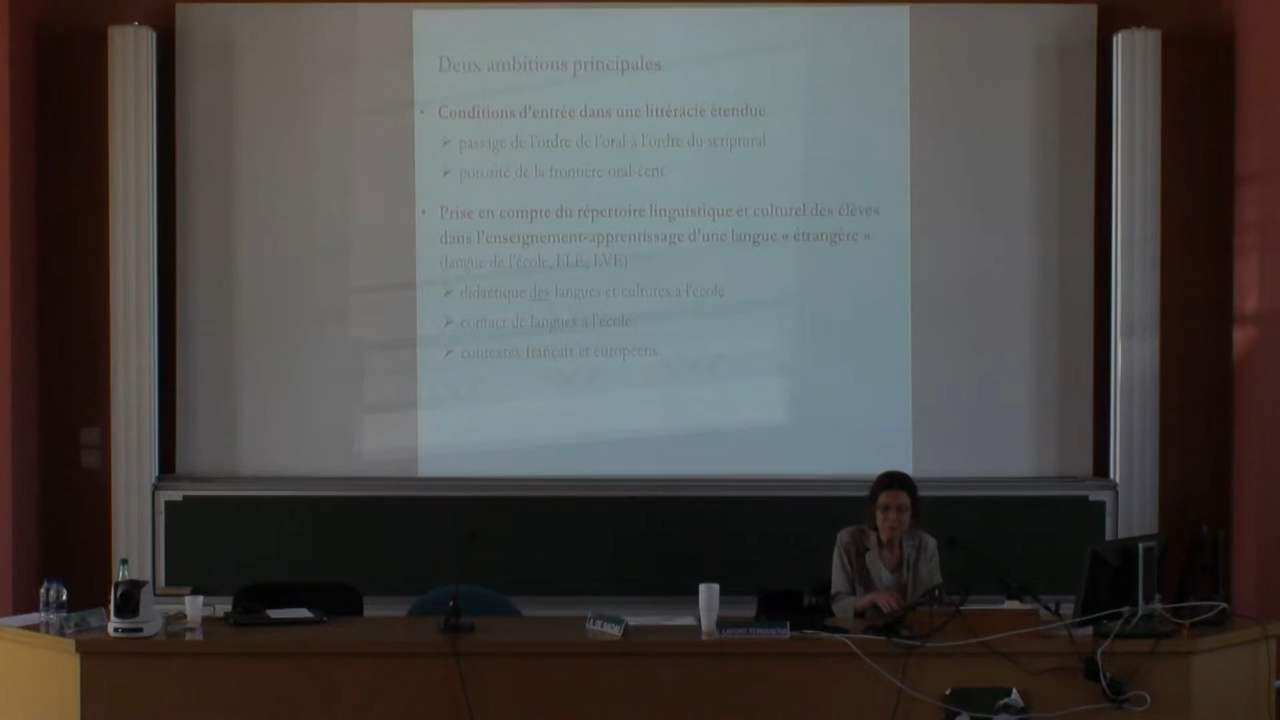 Deux ambitions principales
• Conditions d'entrée dans une littéracie étendue
➢ passage de l'ordre de l'oral à l'ordre du scriptural
➢ porosité de la frontière oral-écrit
• Prise en compte du répertoire linguistique et culturel des élèves
dans l'enseignement-apprentissage d'une langue « étrangère »
(langue de l'école, FLE, LVE)
➢ didactique des langues et cultures à l'école
➢ contact de langues à l'école
➢ contextes français et européens